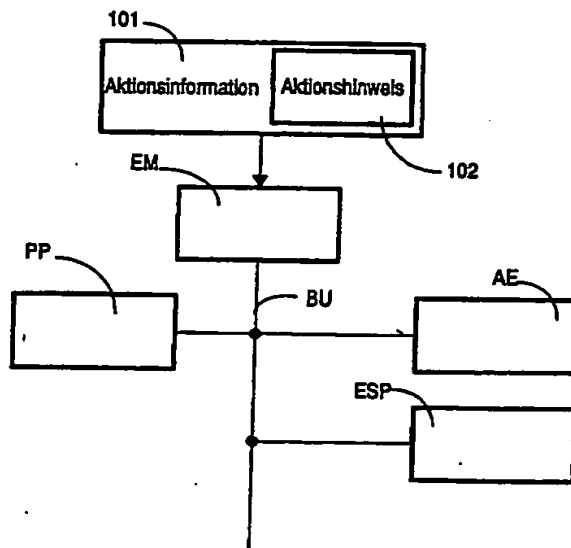 101
Aktionsinformation
Aktionshinweis
102
EM
PP
BU
AE
ESP